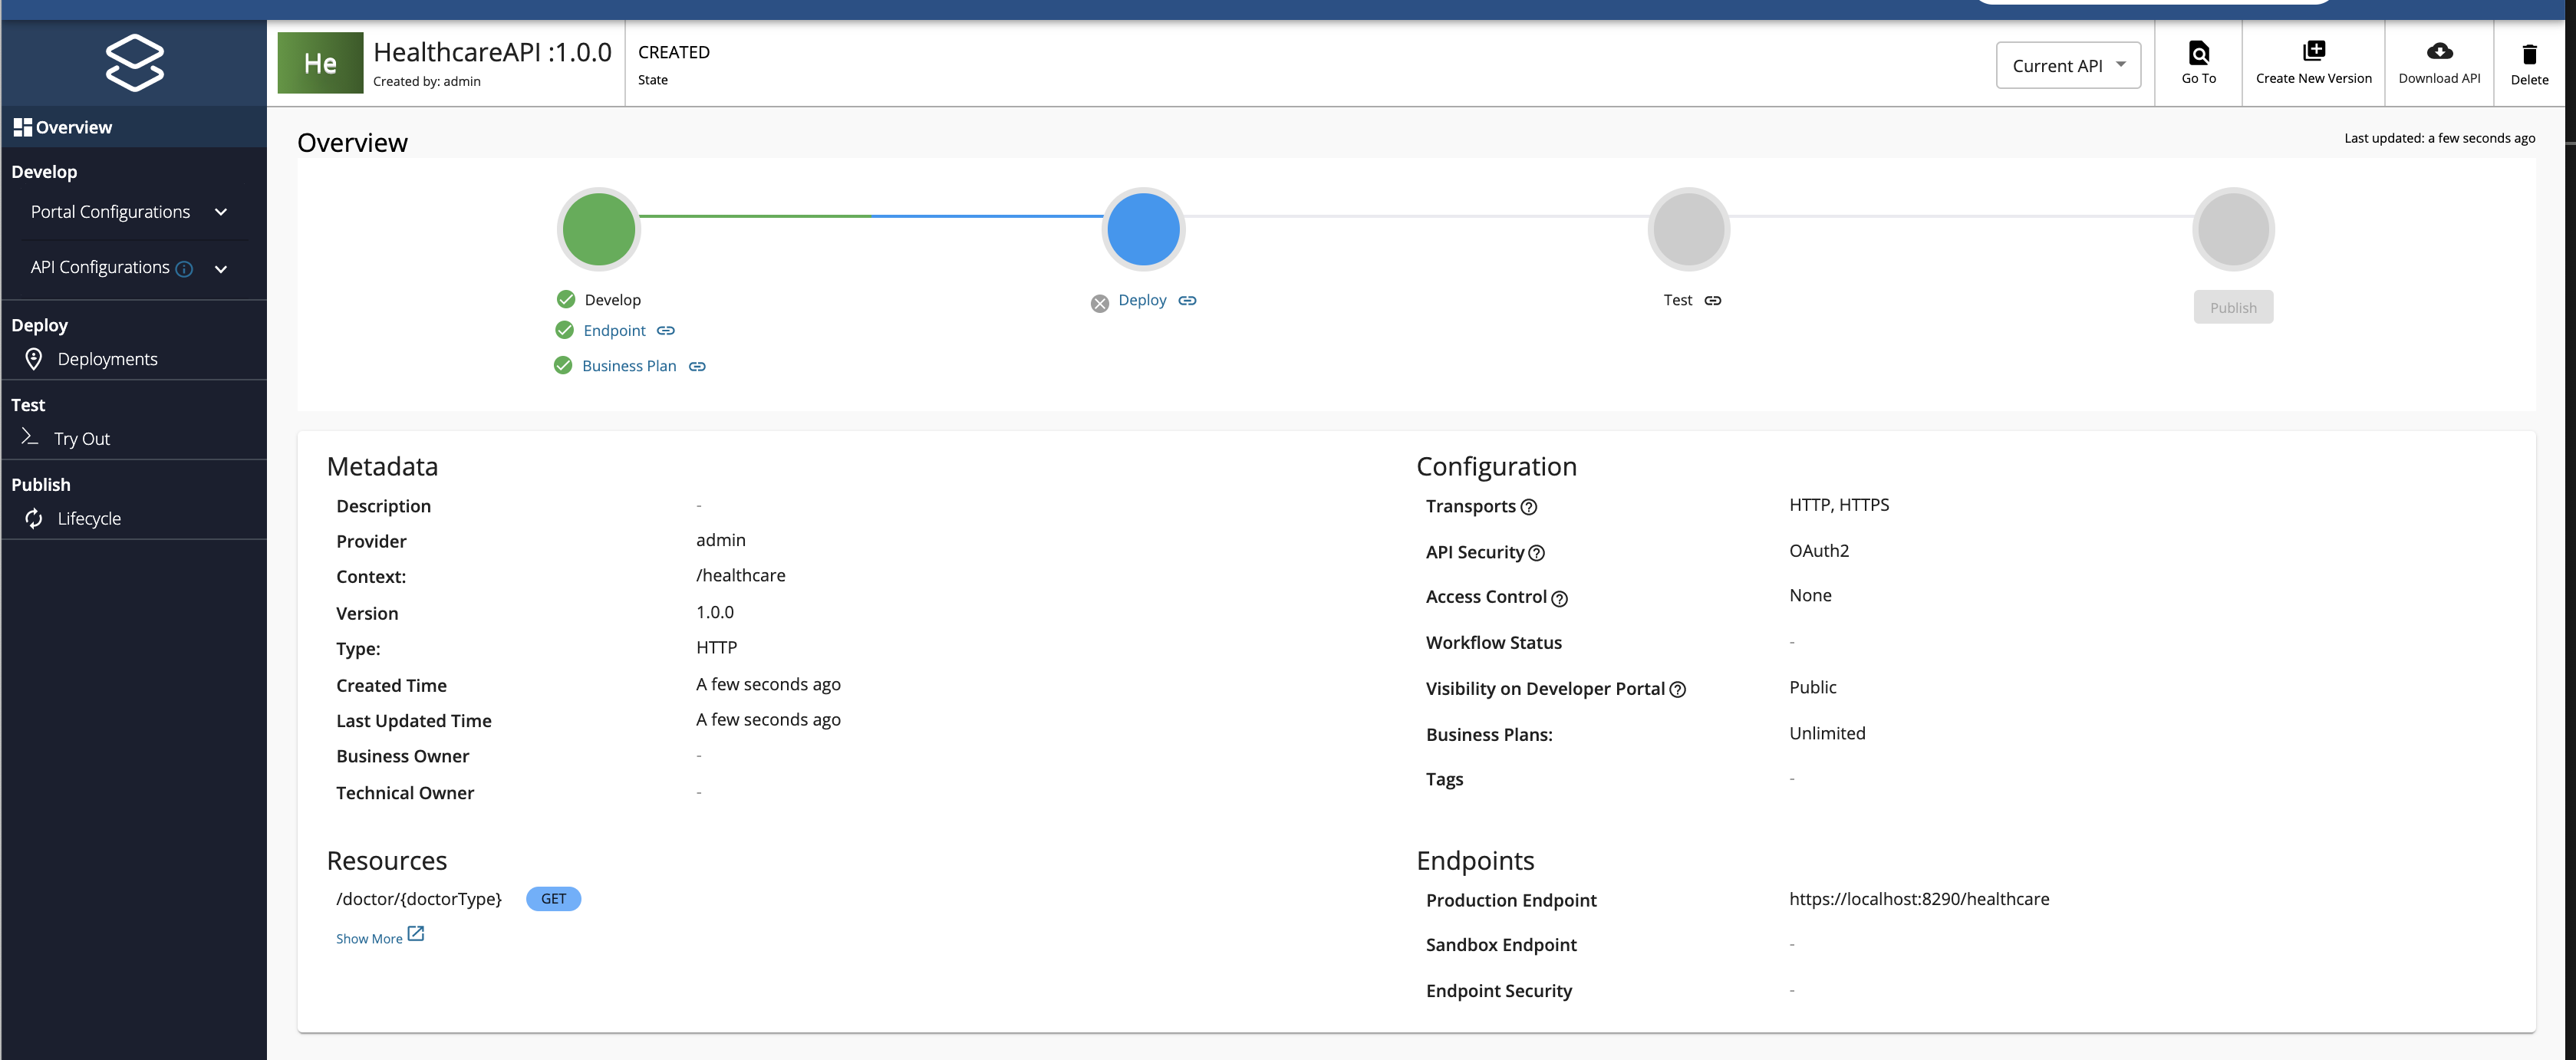 He
HealthcareAPI :1.0.0
Created by: admin
CREATED
State
Current API
Go To
Create New Version
Download API
Delete
Overview
Develop
Portal Configurations
API Configurations
Deploy
Deployments
Test
Try Out
Publish
Lifecycle
Overview
Last updated: a few seconds ago
Develop
Endpoint
Business Plan
Deploy
Test
Publish
Metadata
Description -
Provider admin
Context: /healthcare
Version 1.0.0
Type: HTTP
Created Time A few seconds ago
Last Updated Time A few seconds ago
Business Owner -
Technical Owner -
Configuration
Transports HTTP, HTTPS
API Security OAuth2
Access Control None
Workflow Status -
Visibility on Developer Portal Public
Business Plans: Unlimited
Tags -
Resources
/doctor/{doctorType} GET
Show More
Endpoints
Production Endpoint https://localhost:8290/healthcare
Sandbox Endpoint -
Endpoint Security -